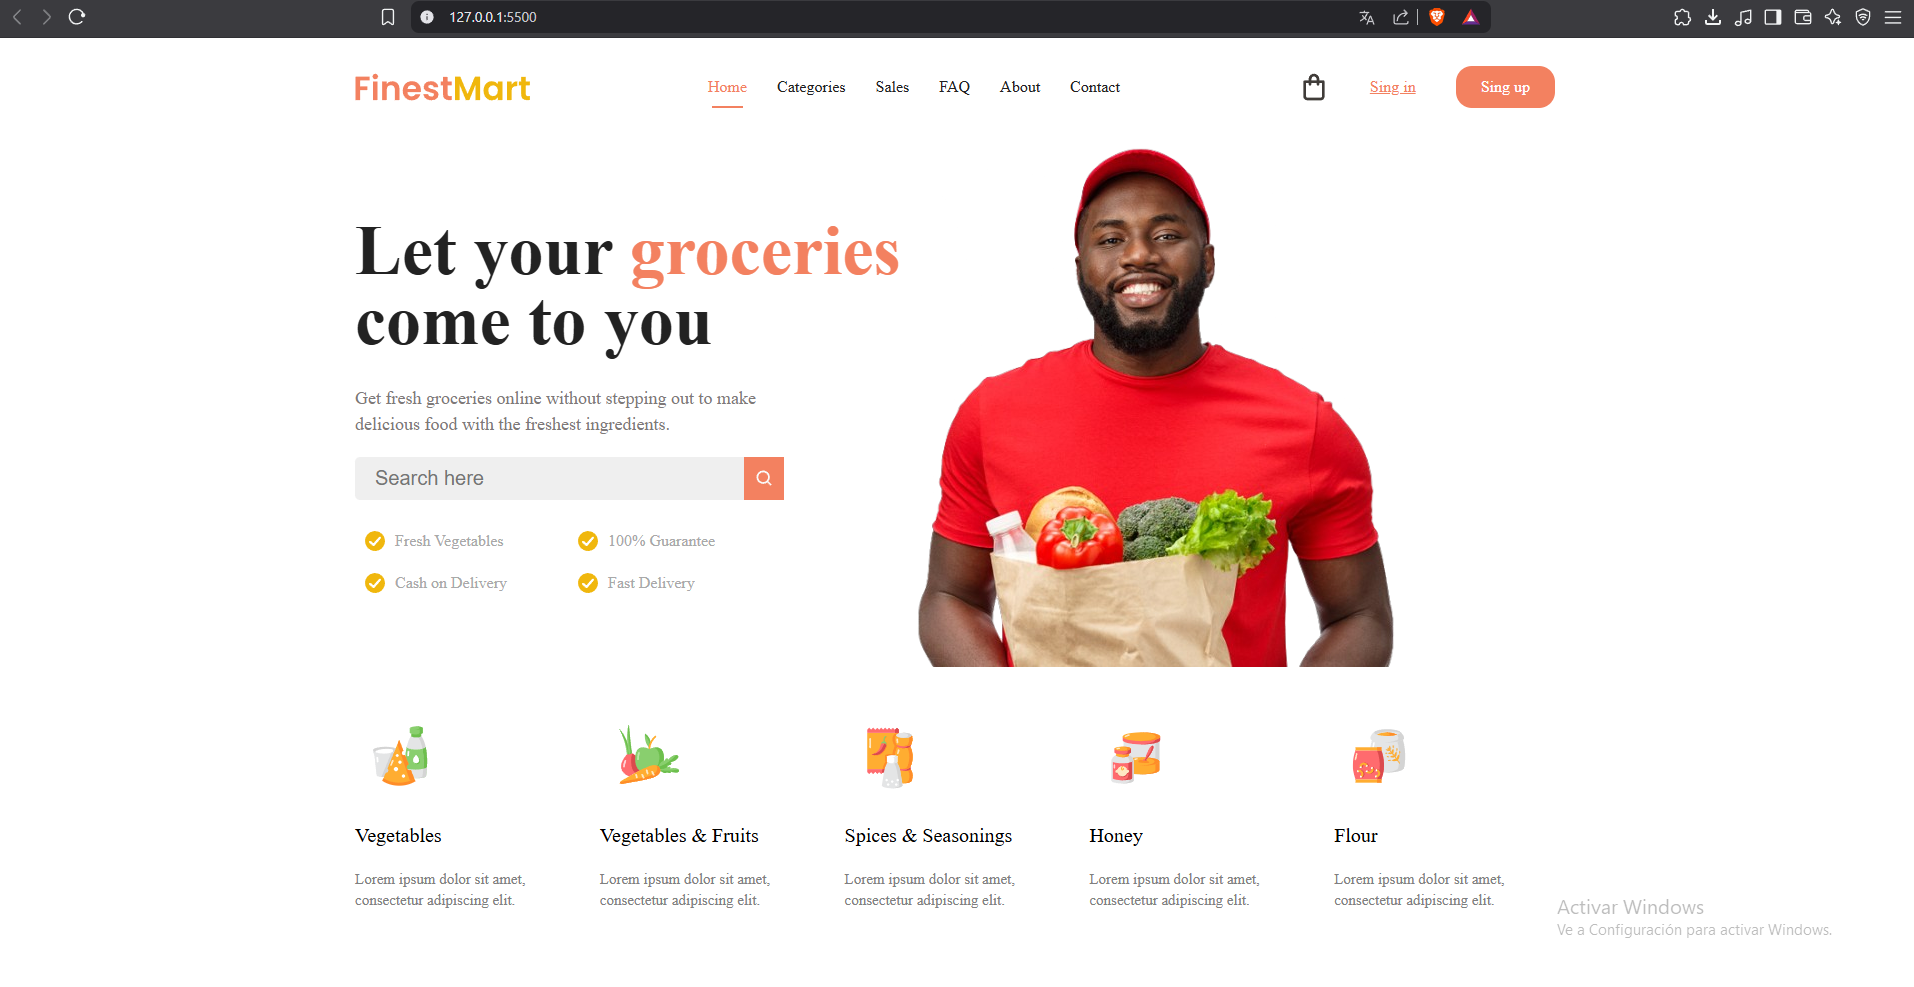 127.0.0.1:5500
FinestMart
Home
Categories
Sales
FAQ
About
Contact
Sing in
Sing up
Let your groceries
come to you
Get fresh groceries online without stepping out to make
delicious food with the freshest ingredients.
Search here
Fresh Vegetables
100% Guarantee
Cash on Delivery
Fast Delivery
Vegetables
Lorem ipsum dolor sit amet,
consectetur adipiscing elit.
Vegetables & Fruits
Lorem ipsum dolor sit amet,
consectetur adipiscing elit.
Spices & Seasonings
Lorem ipsum dolor sit amet,
consectetur adipiscing elit.
Honey
Lorem ipsum dolor sit amet,
consectetur adipiscing elit.
Flour
Lorem ipsum dolor sit amet,
consectetur adipiscing elit.
Activar Windows
Ve a Configuración para activar Windows.